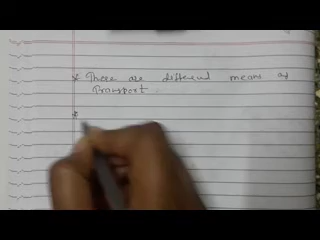 * There are different means of
Transport.
*